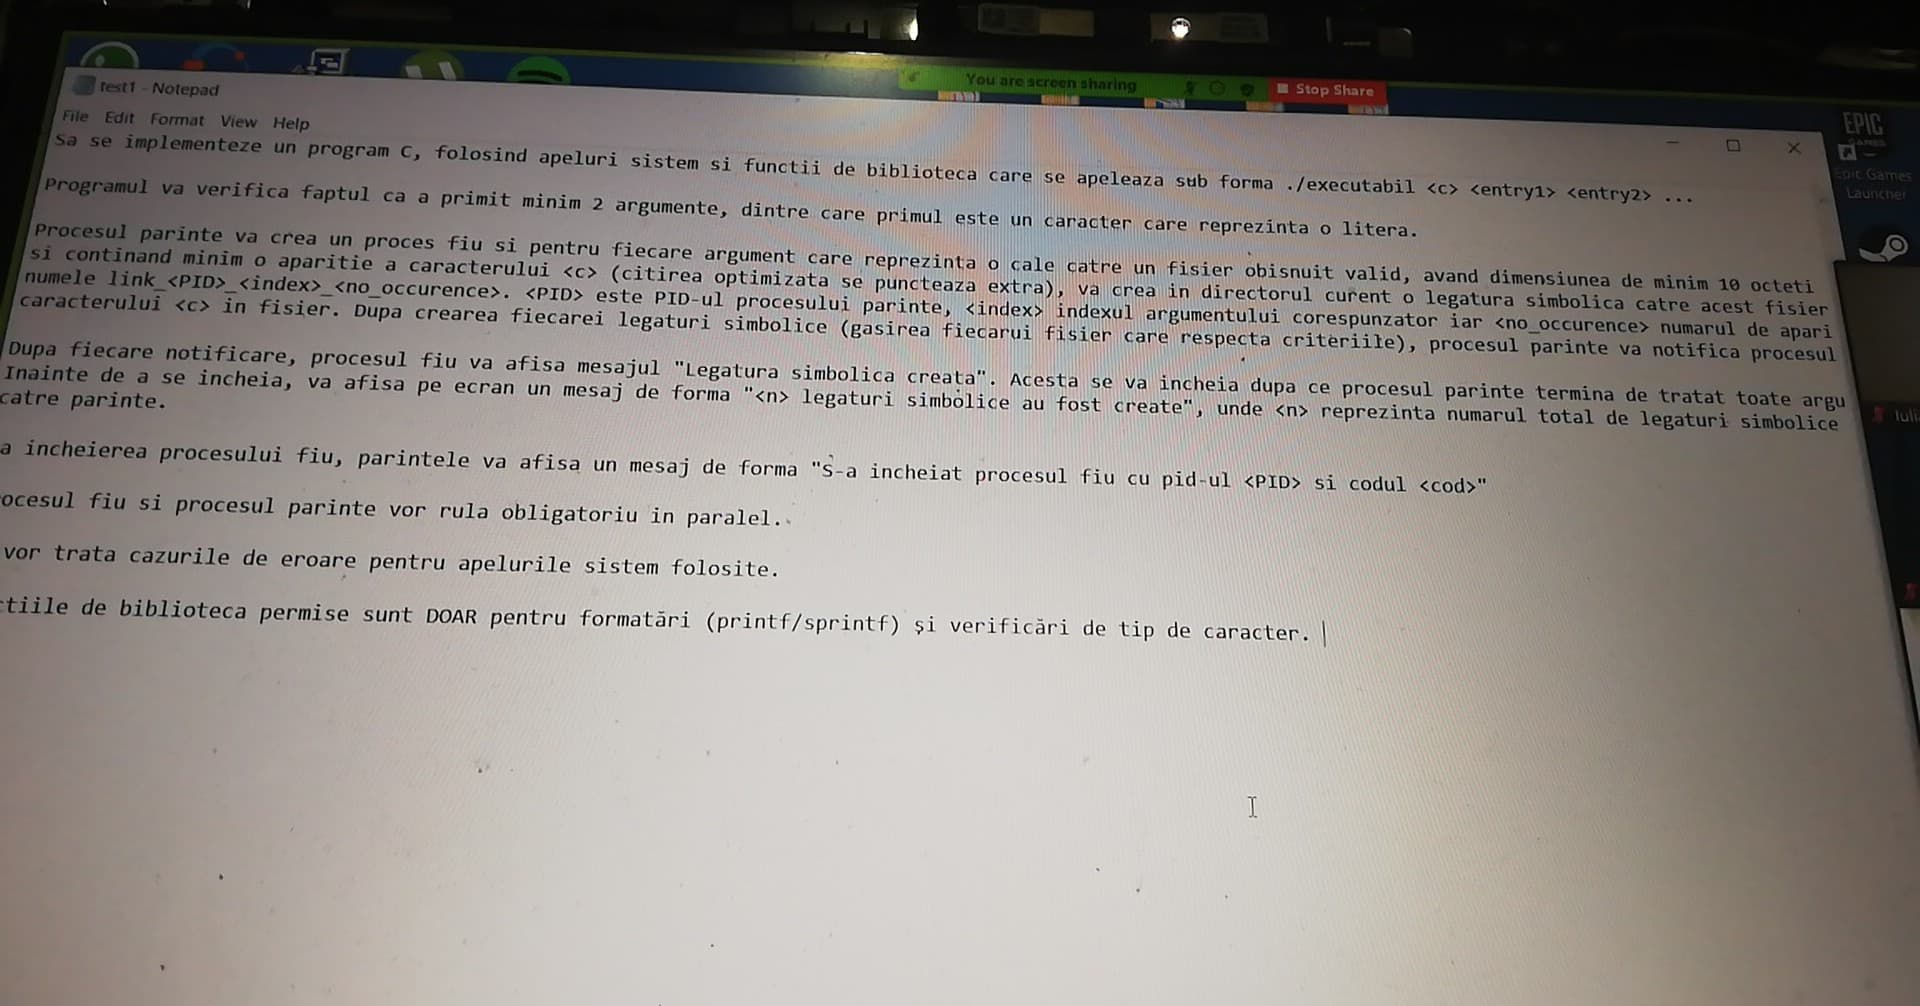 You are screen sharing
Stop Share
test1 - Notepad
File Edit Format View Help
Sa se implementeze un program C, folosind apeluri sistem si functii de biblioteca care se apeleaza sub forma ./executabil <c> <entry1> <entry2> ...
Programul va verifica faptul ca a primit minim 2 argumente, dintre care primul este un caracter care reprezinta o litera.
Procesul parinte va crea un proces fiu si pentru fiecare argument care reprezinta o cale catre un fisier obisnuit valid, avand dimensiunea de minim 10 octeti
si continand minim o aparitie a caracterului <c> (citirea optimizata se puncteaza extra), va crea in directorul curent o legatura simbolica catre acest fisier
numele link_<PID>_<index>_<no_occurence>. <PID> este PID-ul procesului parinte, <index> indexul argumentului corespunzator iar <no_occurence> numarul de apari
caracterului <c> in fisier. Dupa crearea fiecarei legaturi simbolice (gasirea fiecarui fisier care respecta criteriile), procesul parinte va notifica procesul
Dupa fiecare notificare, procesul fiu va afisa mesajul "Legatura simbolica creata". Acesta se va incheia dupa ce procesul parinte termina de tratat toate argu
Inainte de a se incheia, va afisa pe ecran un mesaj de forma "<n> legaturi simbolice au fost create", unde <n> reprezinta numarul total de legaturi simbolice
catre parinte.
a incheierea procesului fiu, parintele va afisa un mesaj de forma "S-a incheiat procesul fiu cu pid-ul <PID> si codul <cod>"
ocesul fiu si procesul parinte vor rula obligatoriu in paralel.
vor trata cazurile de eroare pentru apelurile sistem folosite.
tiile de biblioteca permise sunt DOAR pentru formatări (printf/sprintf) și verificări de tip de caracter.
EPIC
GAMES
Epic Games
Launcher
Iuli